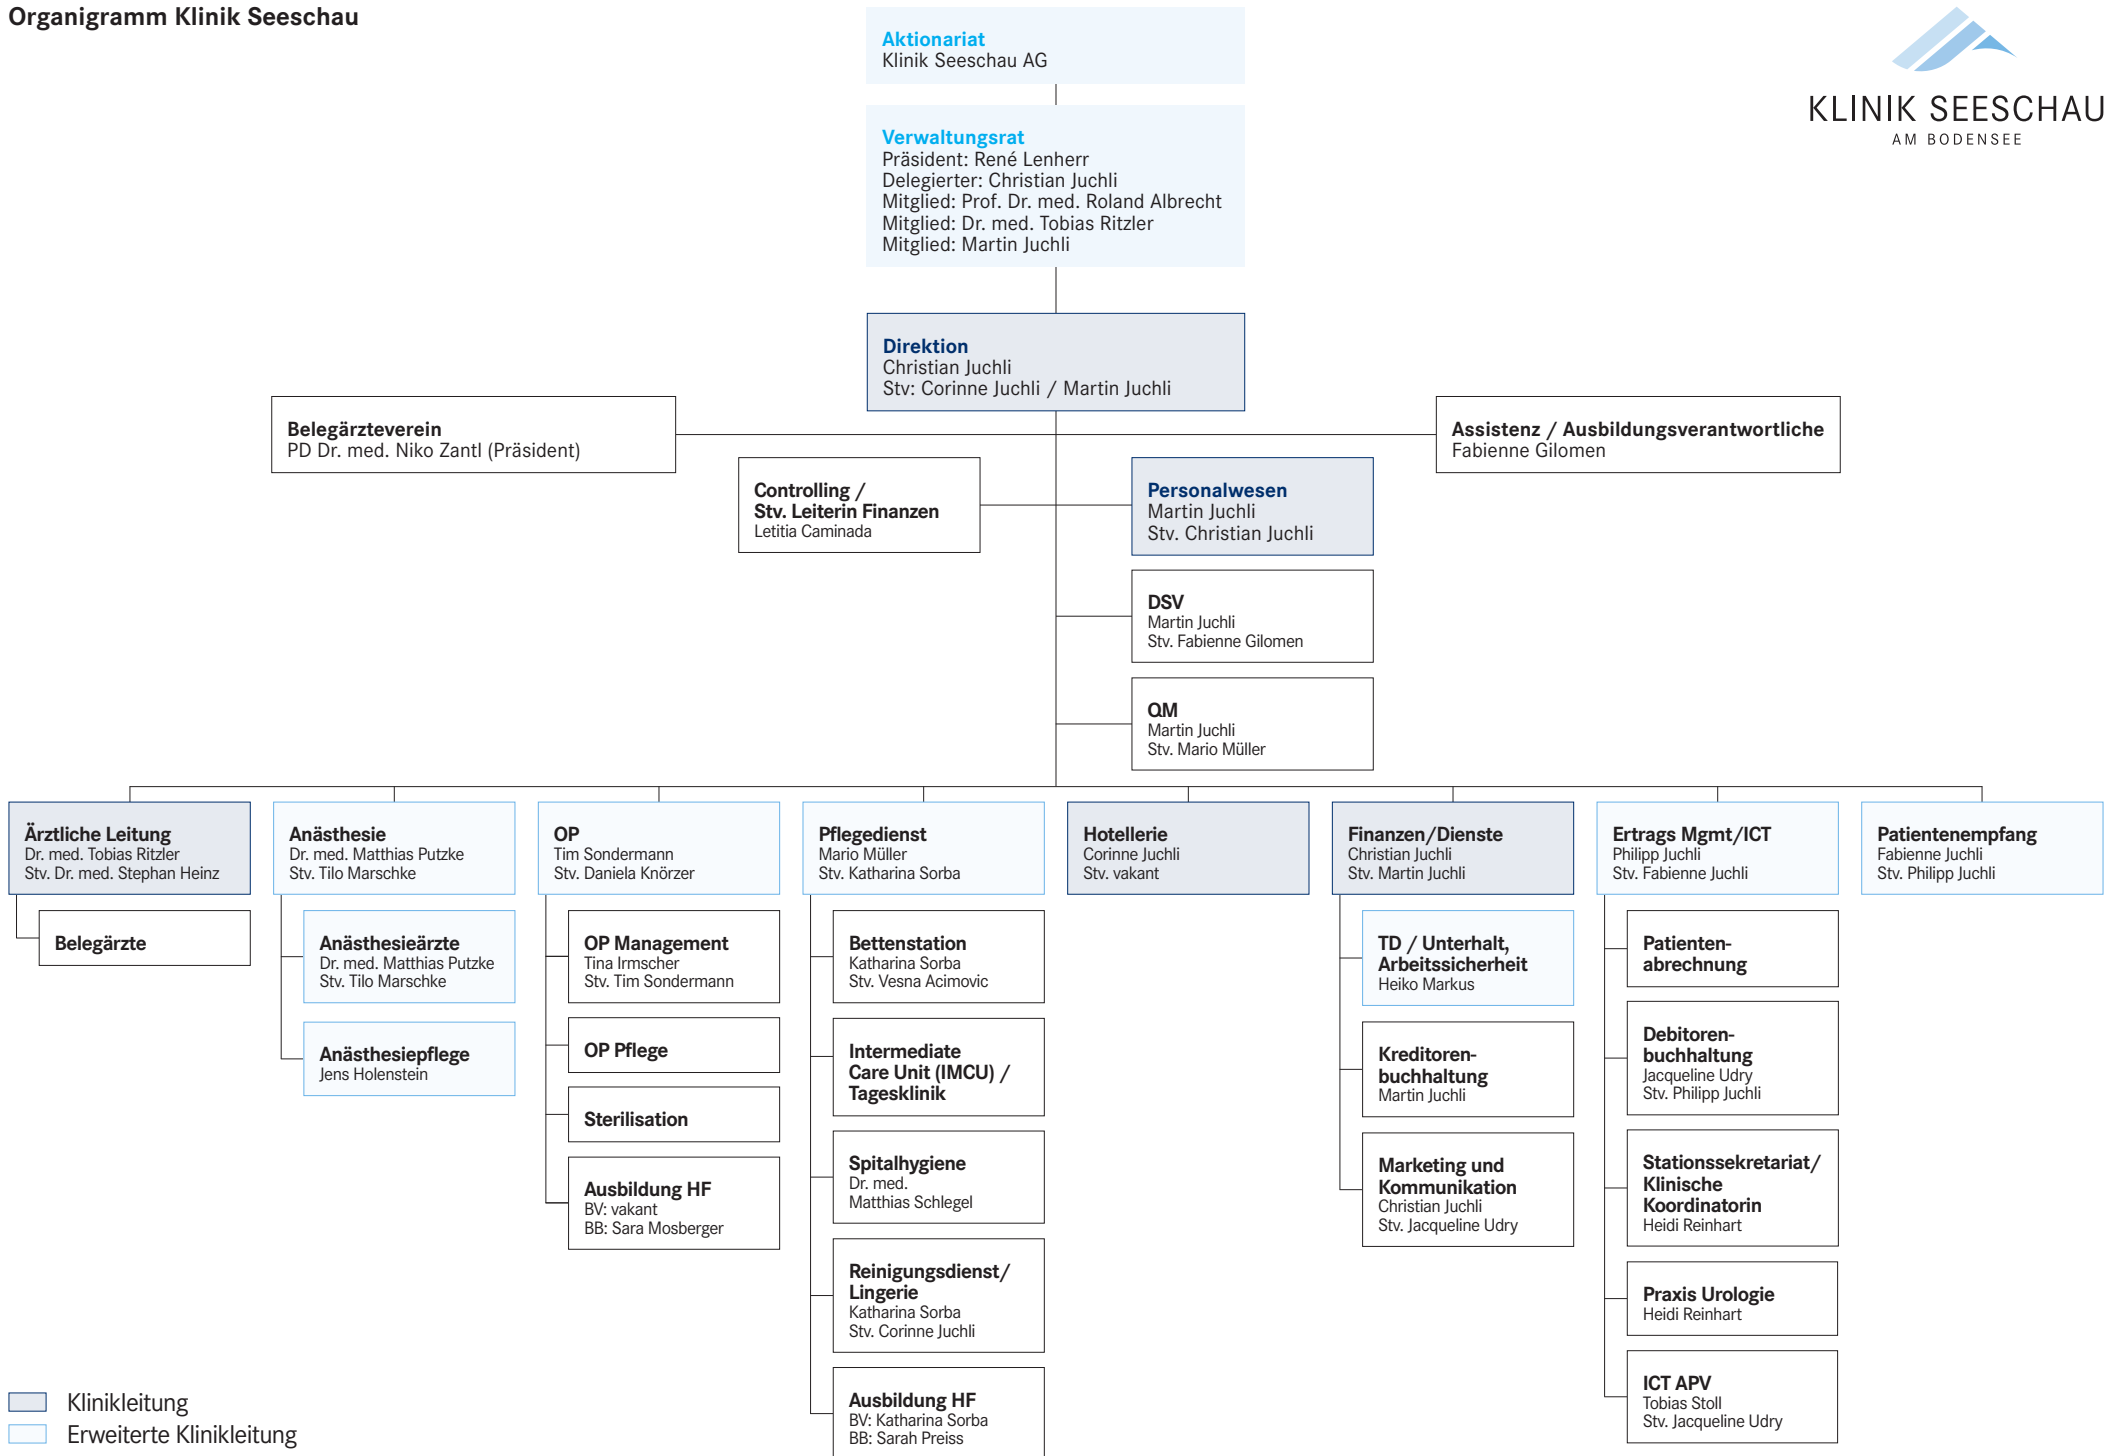 Organigramm Klinik Seeschau
KLINIK SEESCHAU
AM BODENSEE
Aktionariat
Klinik Seeschau AG
Verwaltungsrat
Präsident: René Lenherr
Delegierter: Christian Juchli
Mitglied: Prof. Dr. med. Roland Albrecht
Mitglied: Dr. med. Tobias Ritzler
Mitglied: Martin Juchli
Direktion
Christian Juchli
Stv: Corinne Juchli / Martin Juchli
Belegärzteverein
PD Dr. med. Niko Zantl (Präsident)
Assistenz / Ausbildungsverantwortliche
Fabienne Gilomen
Controlling /
Stv. Leiterin Finanzen
Letitia Caminada
Personalwesen
Martin Juchli
Stv. Christian Juchli
DSV
Martin Juchli
Stv. Fabienne Gilomen
QM
Martin Juchli
Stv. Mario Müller
Ärztliche Leitung
Dr. med. Tobias Ritzler
Stv. Dr. med. Stephan Heinz
Belegärzte
Anästhesie
Dr. med. Matthias Putzke
Stv. Tilo Marschke
Anästhesieärzte
Dr. med. Matthias Putzke
Stv. Tilo Marschke
Anästhesiepflege
Jens Holenstein
OP
Tim Sondermann
Stv. Daniela Knörzer
OP Management
Tina Irmscher
Stv. Tim Sondermann
OP Pflege
Sterilisation
Ausbildung HF
BV: vakant
BB: Sara Mosberger
Pflegedienst
Mario Müller
Stv. Katharina Sorba
Bettenstation
Katharina Sorba
Stv. Vesna Acimovic
Intermediate
Care Unit (IMCU) /
Tagesklinik
Spitalhygiene
Dr. med.
Matthias Schlegel
Reinigungsdienst/
Lingerie
Katharina Sorba
Stv. Corinne Juchli
Ausbildung HF
BV: Katharina Sorba
BB: Sarah Preiss
Hotellerie
Corinne Juchli
Stv. vakant
Finanzen/Dienste
Christian Juchli
Stv. Martin Juchli
TD / Unterhalt,
Arbeitssicherheit
Heiko Markus
Kreditoren-
buchhaltung
Martin Juchli
Marketing und
Kommunikation
Christian Juchli
Stv. Jacqueline Udry
Ertrags Mgmt/ICT
Philipp Juchli
Stv. Fabienne Juchli
Patienten-
abrechnung
Debitoren-
buchhaltung
Jacqueline Udry
Stv. Philipp Juchli
Stationssekretariat/
Klinische
Koordinatorin
Heidi Reinhart
Praxis Urologie
Heidi Reinhart
ICT APV
Tobias Stoll
Stv. Jacqueline Udry
Patientenempfang
Fabienne Juchli
Stv. Philipp Juchli
Klinikleitung
Erweiterte Klinikleitung